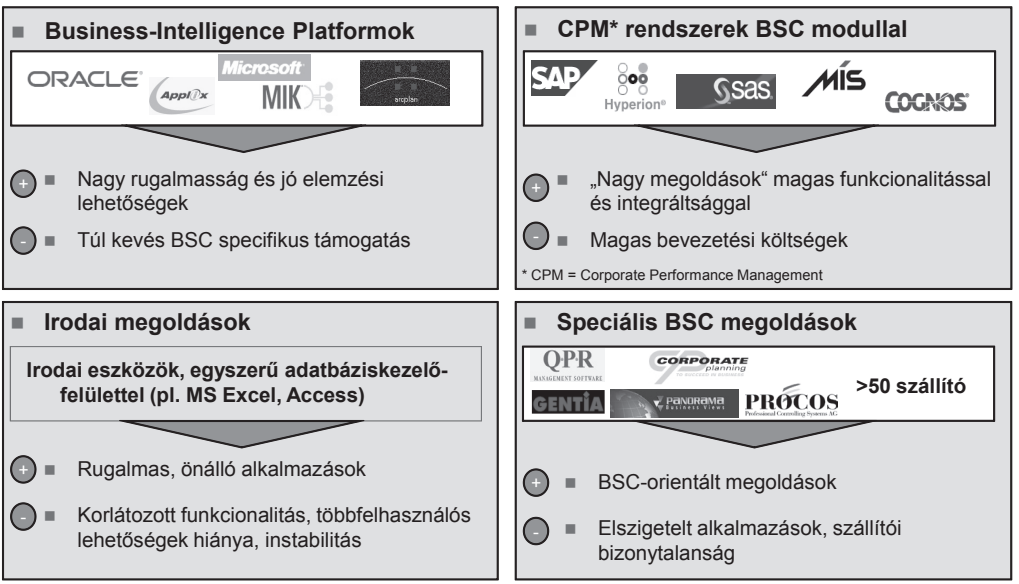 Business-Intelligence Platformok
ORACLE
Applix
Microsoft
MIK
arcplan
+ Nagy rugalmasság és jó elemzési
lehetőségek
- Túl kevés BSC specifikus támogatás
CPM* rendszerek BSC modullal
SAP
Hyperion®
sas
MIS
COGNOS
+ „Nagy megoldások“ magas funkcionalitással
és integráltsággal
- Magas bevezetési költségek
* CPM = Corporate Performance Management
Irodai megoldások
Irodai eszközök, egyszerű adatbáziskezelő-
felülettel (pl. MS Excel, Access)
+ Rugalmas, önálló alkalmazások
- Korlátozott funkcionalitás, többfelhasználós
lehetőségek hiánya, instabilitás
Speciális BSC megoldások
QPR
MANAGEMENT SOFTWARE
CORPORATE
planning
GENTIA
PANORAMA
Business Views
PROCOS
Professional Controlling Systems AG
>50 szállító
+ BSC-orientált megoldások
- Elszigetelt alkalmazások, szállítói
bizonytalanság